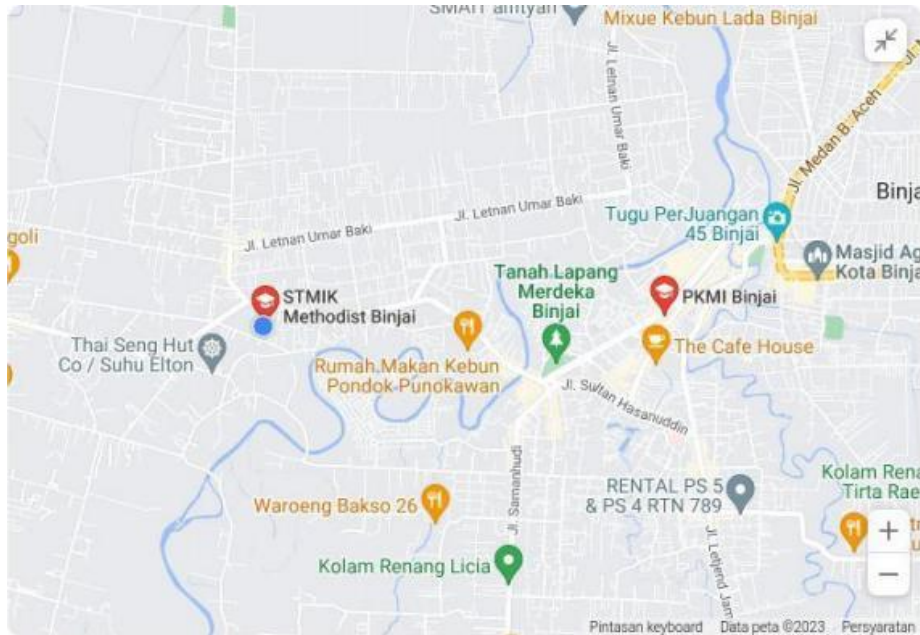 SMAIT alfityah
Mixue Kebun Lada Binjai
Jl. Letnan Umar Baki
Jl. Medan B. Aceh
Binja
Jl. Letnan Umar Baki
Tugu PerJuangan
45 Binjai
Jl. Letnan Umar Baki
goli
Masjid Ag
Kota Binja
Tanah Lapang
Merdeka
Binjai
STMIK
Methodist Binjai
PKMI Binjai
Thai Seng Hut
Co / Suhu Elton
Rumah Makan Kebun
Pondok Punokawan
The Cafe House
Jl. Sultan Hasanuddin
Jl. Samanhudi
Kolam Rena
Tirta Rae
RENTAL PS 5
& PS 4 RTN 789
Waroeng Bakso 26
Jl. Letjend Jam
Kolam Renang Licia
+
−
Pintasan keyboard Data peta ©2023 Persyaratan